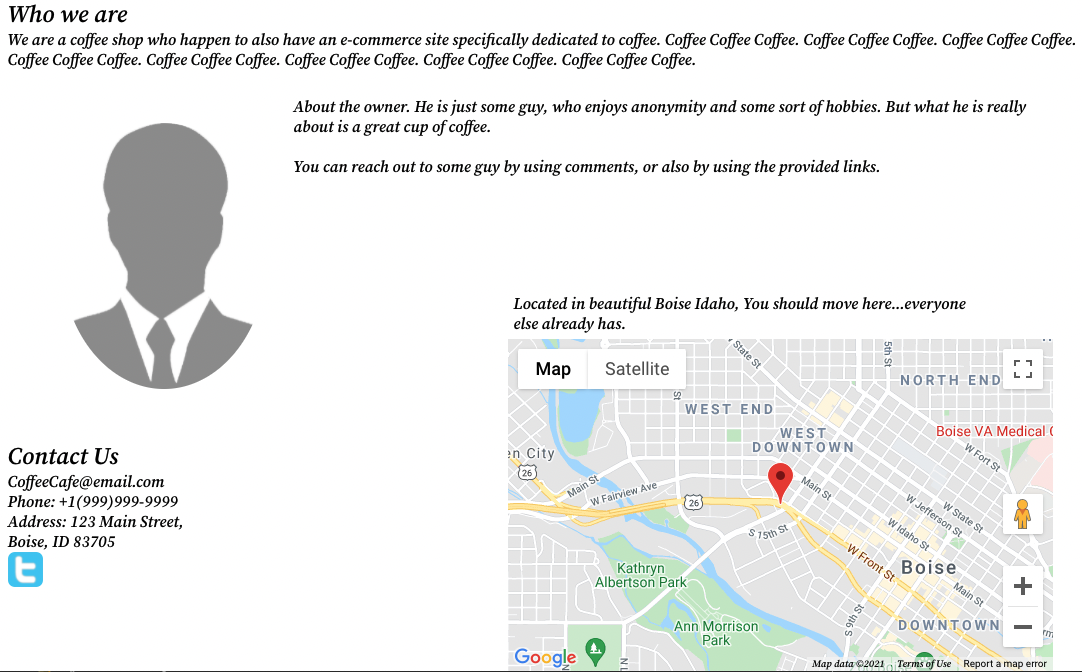 Who we are
We are a coffee shop who happen to also have an e-commerce site specifically dedicated to coffee. Coffee Coffee Coffee. Coffee Coffee Coffee. Coffee Coffee Coffee.
Coffee Coffee Coffee. Coffee Coffee Coffee. Coffee Coffee Coffee. Coffee Coffee Coffee. Coffee Coffee Coffee.
About the owner. He is just some guy, who enjoys anonymity and some sort of hobbies. But what he is really
about is a great cup of coffee.
You can reach out to some guy by using comments, or also by using the provided links.
Located in beautiful Boise Idaho, You should move here...everyone
else already has.
Map
Satellite
State St
5th St
NORTH END
St
WEST END
WEST
DOWNTOWN
Boise VA Medical C
en City
W Fort St
26
Main St
W Fairview Ave
26
Main St
W State St
W Jefferson St
S 15th St
W Idaho St
W Front St
Boise
Kathryn
Albertson Park
Main St
Ann Morrison
Park
S 9th St
DOWNTOWN
Google
Map data ©2021
Terms of Use
Report a map error
Contact Us
CoffeeCafe@email.com
Phone: +1(999)999-9999
Address: 123 Main Street,
Boise, ID 83705